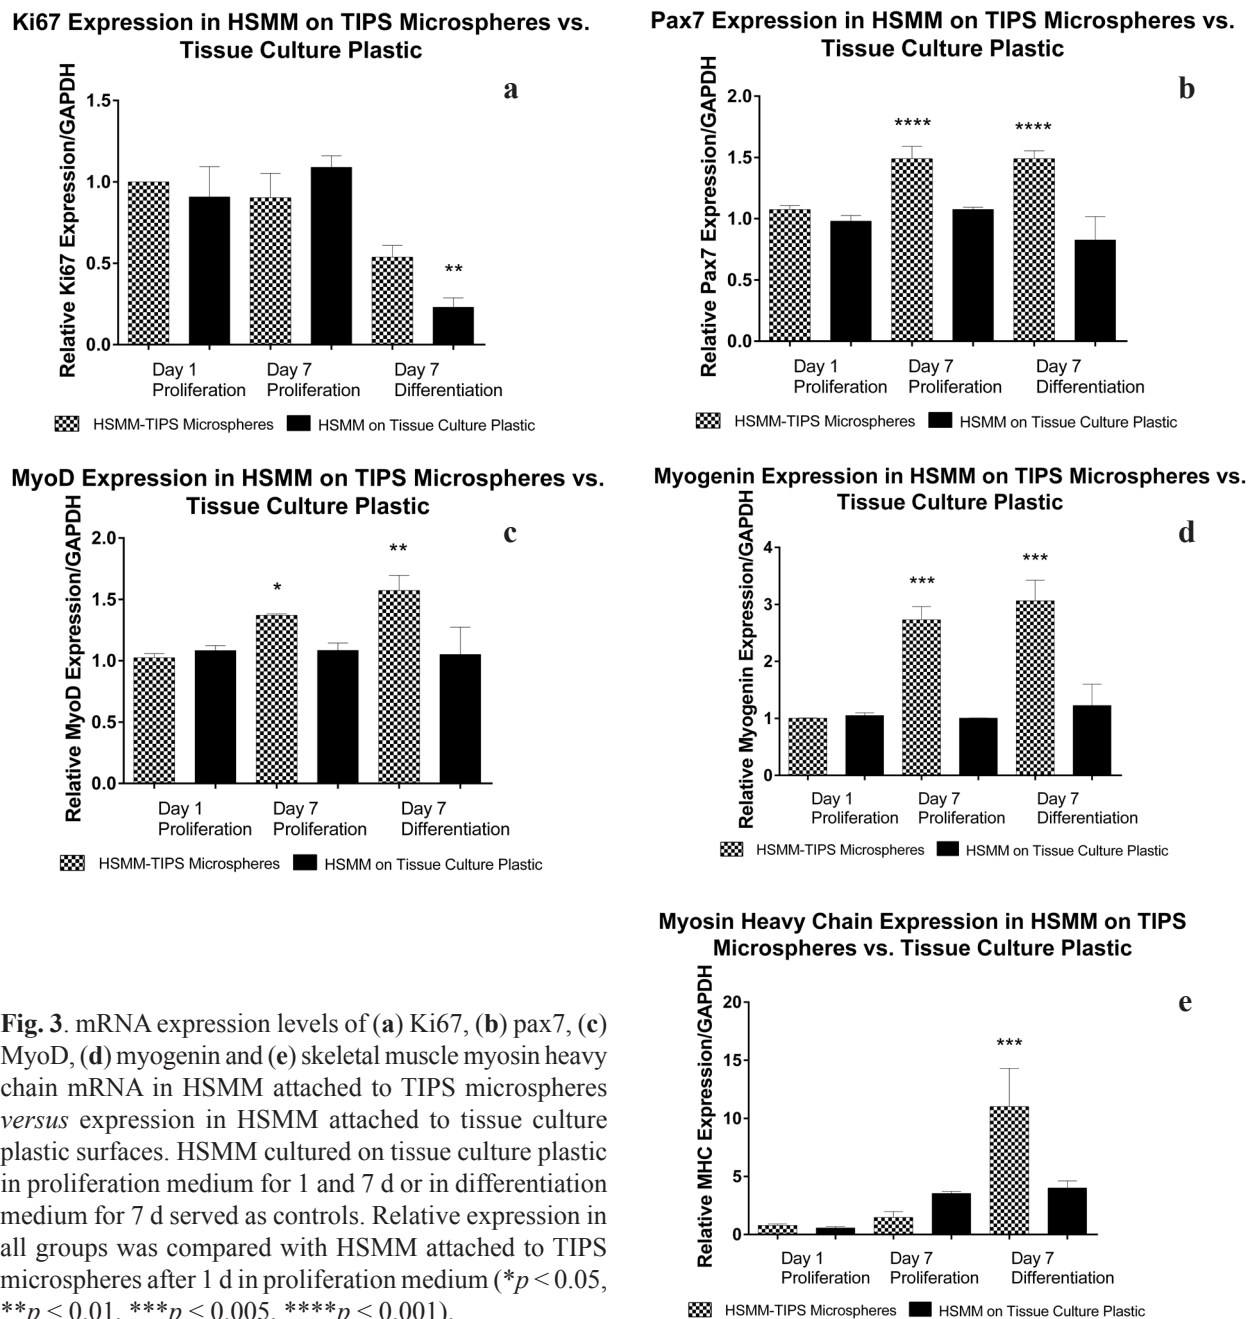 Ki67 Expression in HSMM on TIPS Microspheres vs.
Tissue Culture Plastic
a
Relative Ki67 Expression/GAPDH
1.5
1.0
0.5
0.0
**
Day 1
Proliferation
Day 7
Proliferation
Day 7
Differentiation
HSMM-TIPS Microspheres
HSMM on Tissue Culture Plastic
Pax7 Expression in HSMM on TIPS Microspheres vs.
Tissue Culture Plastic
b
Relative Pax7 Expression/GAPDH
2.0
1.5
1.0
0.5
0.0
****
****
Day 1
Proliferation
Day 7
Proliferation
Day 7
Differentiation
HSMM-TIPS Microspheres
HSMM on Tissue Culture Plastic
MyoD Expression in HSMM on TIPS Microspheres vs.
Tissue Culture Plastic
c
Relative MyoD Expression/GAPDH
2.0
1.5
1.0
0.5
0.0
*
**
Day 1
Proliferation
Day 7
Proliferation
Day 7
Differentiation
HSMM-TIPS Microspheres
HSMM on Tissue Culture Plastic
Myogenin Expression in HSMM on TIPS Microspheres vs.
Tissue Culture Plastic
d
Relative Myogenin Expression/GAPDH
4
3
2
1
0
***
***
Day 1
Proliferation
Day 7
Proliferation
Day 7
Differentiation
HSMM-TIPS Microspheres
HSMM on Tissue Culture Plastic
Myosin Heavy Chain Expression in HSMM on TIPS
Microspheres vs. Tissue Culture Plastic
e
Relative MHC Expression/GAPDH
20
15
10
5
0
***
Day 1
Proliferation
Day 7
Proliferation
Day 7
Differentiation
HSMM-TIPS Microspheres
HSMM on Tissue Culture Plastic
Fig. 3. mRNA expression levels of (a) Ki67, (b) pax7, (c)
MyoD, (d) myogenin and (e) skeletal muscle myosin heavy
chain mRNA in HSMM attached to TIPS microspheres
versus expression in HSMM attached to tissue culture
plastic surfaces. HSMM cultured on tissue culture plastic
in proliferation medium for 1 and 7 d or in differentiation
medium for 7 d served as controls. Relative expression in
all groups was compared with HSMM attached to TIPS
microspheres after 1 d in proliferation medium (*p < 0.05,
**p < 0.01, ***p < 0.005, ****p < 0.001).